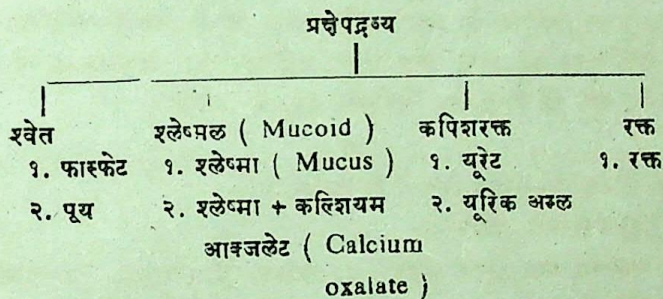 प्रक्षेपद्रव्य
श्वेत श्लेष्मल ( Mucoid ) कपिशरक्त रक्त
१. फास्फेट १. श्लेष्मा ( Mucus ) १. यूरेट १. रक्त
२. पूय २. श्लेष्मा + कल्शियम २. यूरिक अम्ल
आक्जलेट ( Calcium
oxalate )